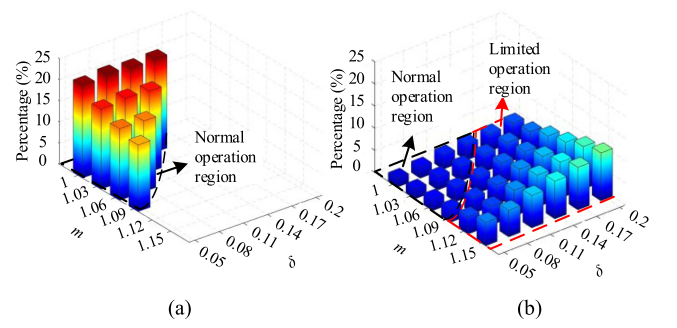 25
20
15
10
5
0
Percentage (%)
Normal
operation
region
1
1.03
1.06
1.09
1.12
1.15
m
0.05
0.08
0.11
0.14
0.17
0.2
δ
(a)
25
20
15
10
5
0
Percentage (%)
Normal
operation
region
Limited
operation
region
1
1.03
1.06
1.09
1.12
1.15
m
0.05
0.08
0.11
0.14
0.17
0.2
δ
(b)